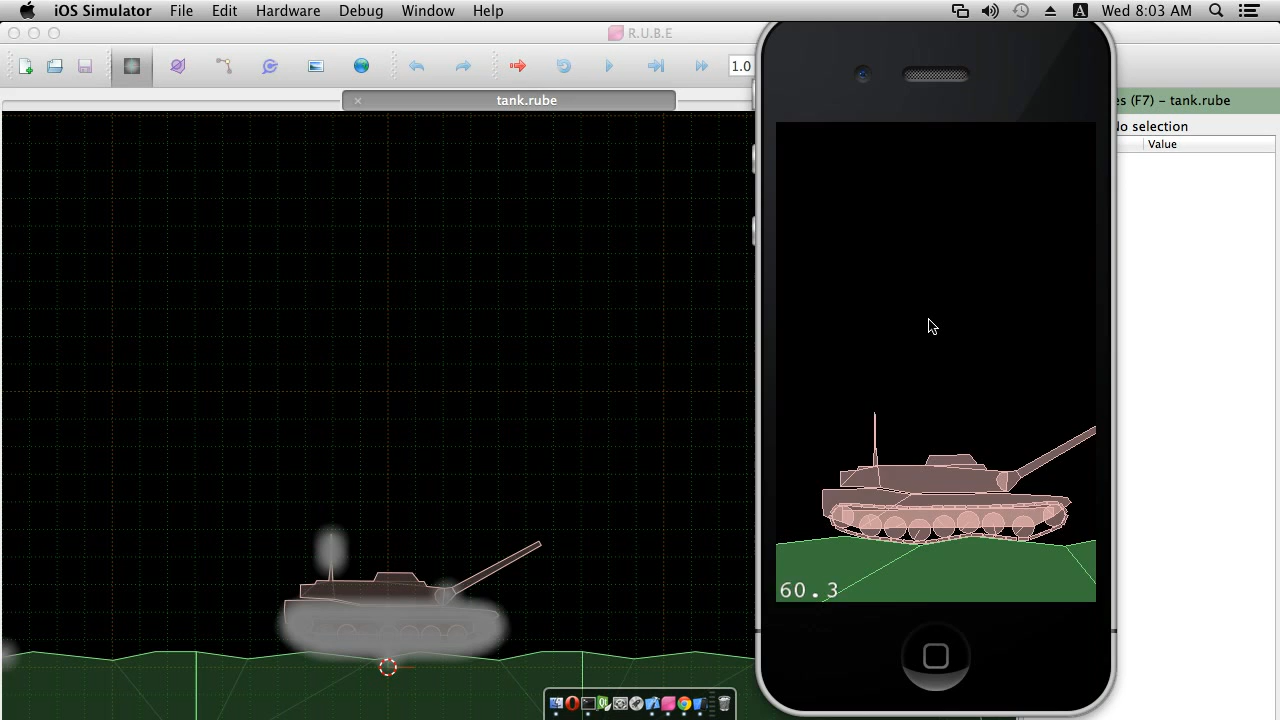 iOS Simulator File Edit Hardware Debug Window Help A Wed 8:03 AM
R.U.B.E
1.0
tank.rube
es (F7) – tank.rube
No selection
Value
60.3